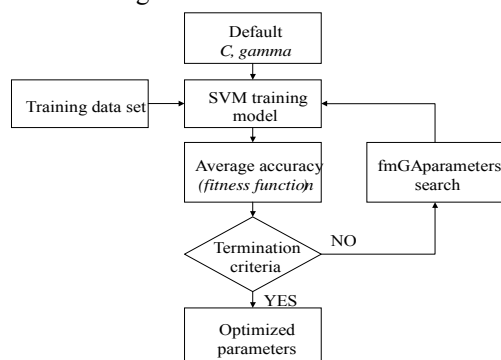 Default
C, gamma
Training data set
SVM training
model
Average accuracy
(fitness function)
fmGAparameters
search
Termination
criteria
NO
YES
Optimized
parameters